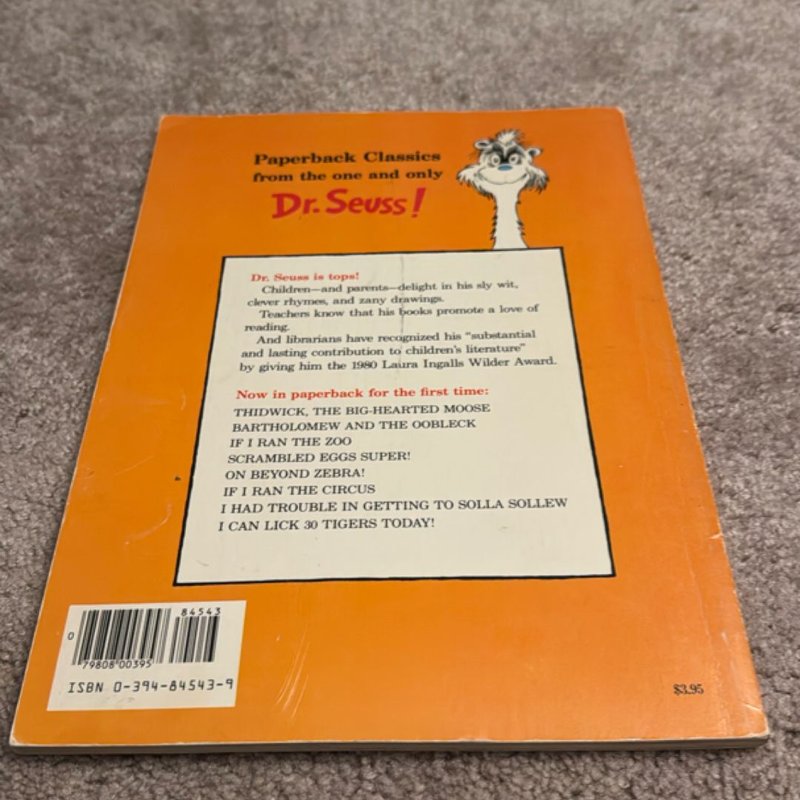 Paperback Classics
from the one and only
Dr. Seuss!
Dr. Seuss is tops!
Children—and parents—delight in his sly wit,
clever rhymes, and zany drawings.
Teachers know that his books promote a love of
reading.
And librarians have recognized his "substantial
and lasting contribution to children's literature"
by giving him the 1980 Laura Ingalls Wilder Award.
Now in paperback for the first time:
THIDWICK, THE BIG-HEARTED MOOSE
BARTHOLOMEW AND THE OOBLECK
IF I RAN THE ZOO
SCRAMBLED EGGS SUPER!
ON BEYOND ZEBRA!
IF I RAN THE CIRCUS
I HAD TROUBLE IN GETTING TO SOLLA SOLLEW
I CAN LICK 30 TIGERS TODAY!
84543
0
79808 00395
ISBN 0-394-84543-9
$3.95